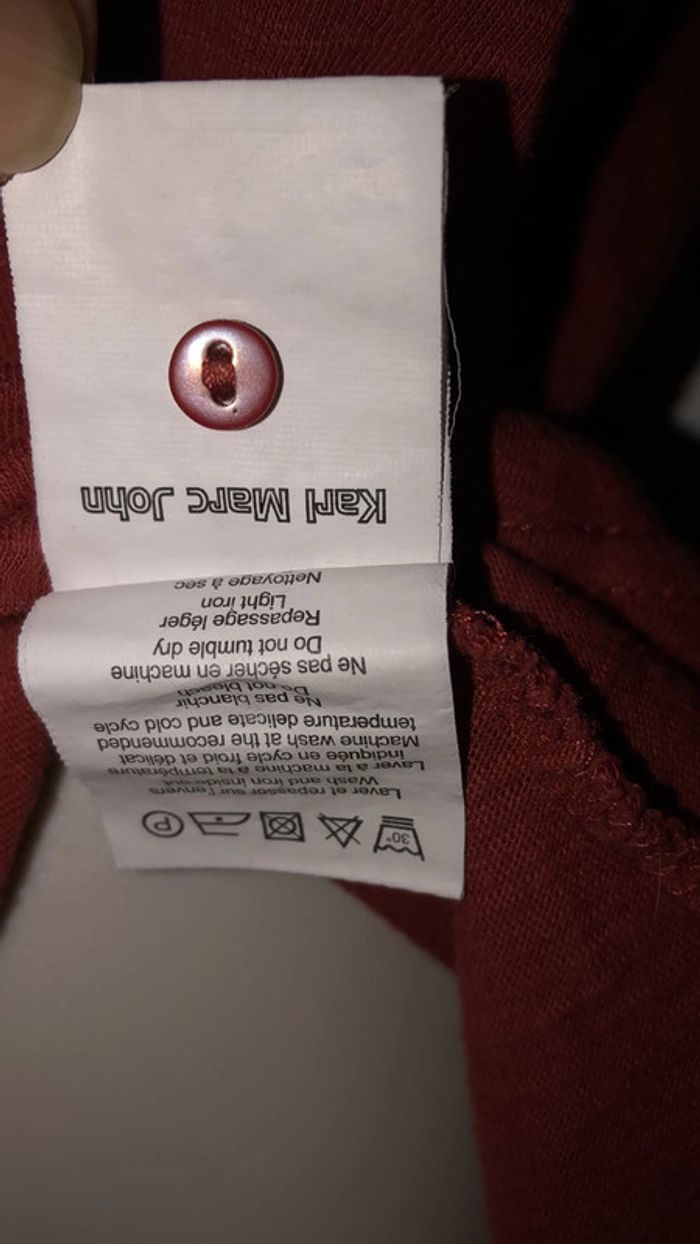 30° P
Laver et repasser sur l'envers
Wash and iron inside out
Laver à la machine à la température
indiquée en cycle froid et délicat
Machine wash at the recommended
temperature delicate and cold cycle
Ne pas blanchir
Do not bleach
Ne pas sécher en machine
Do not tumble dry
Repassage léger
Light iron
Nettoyage à sec
Karl Marc John